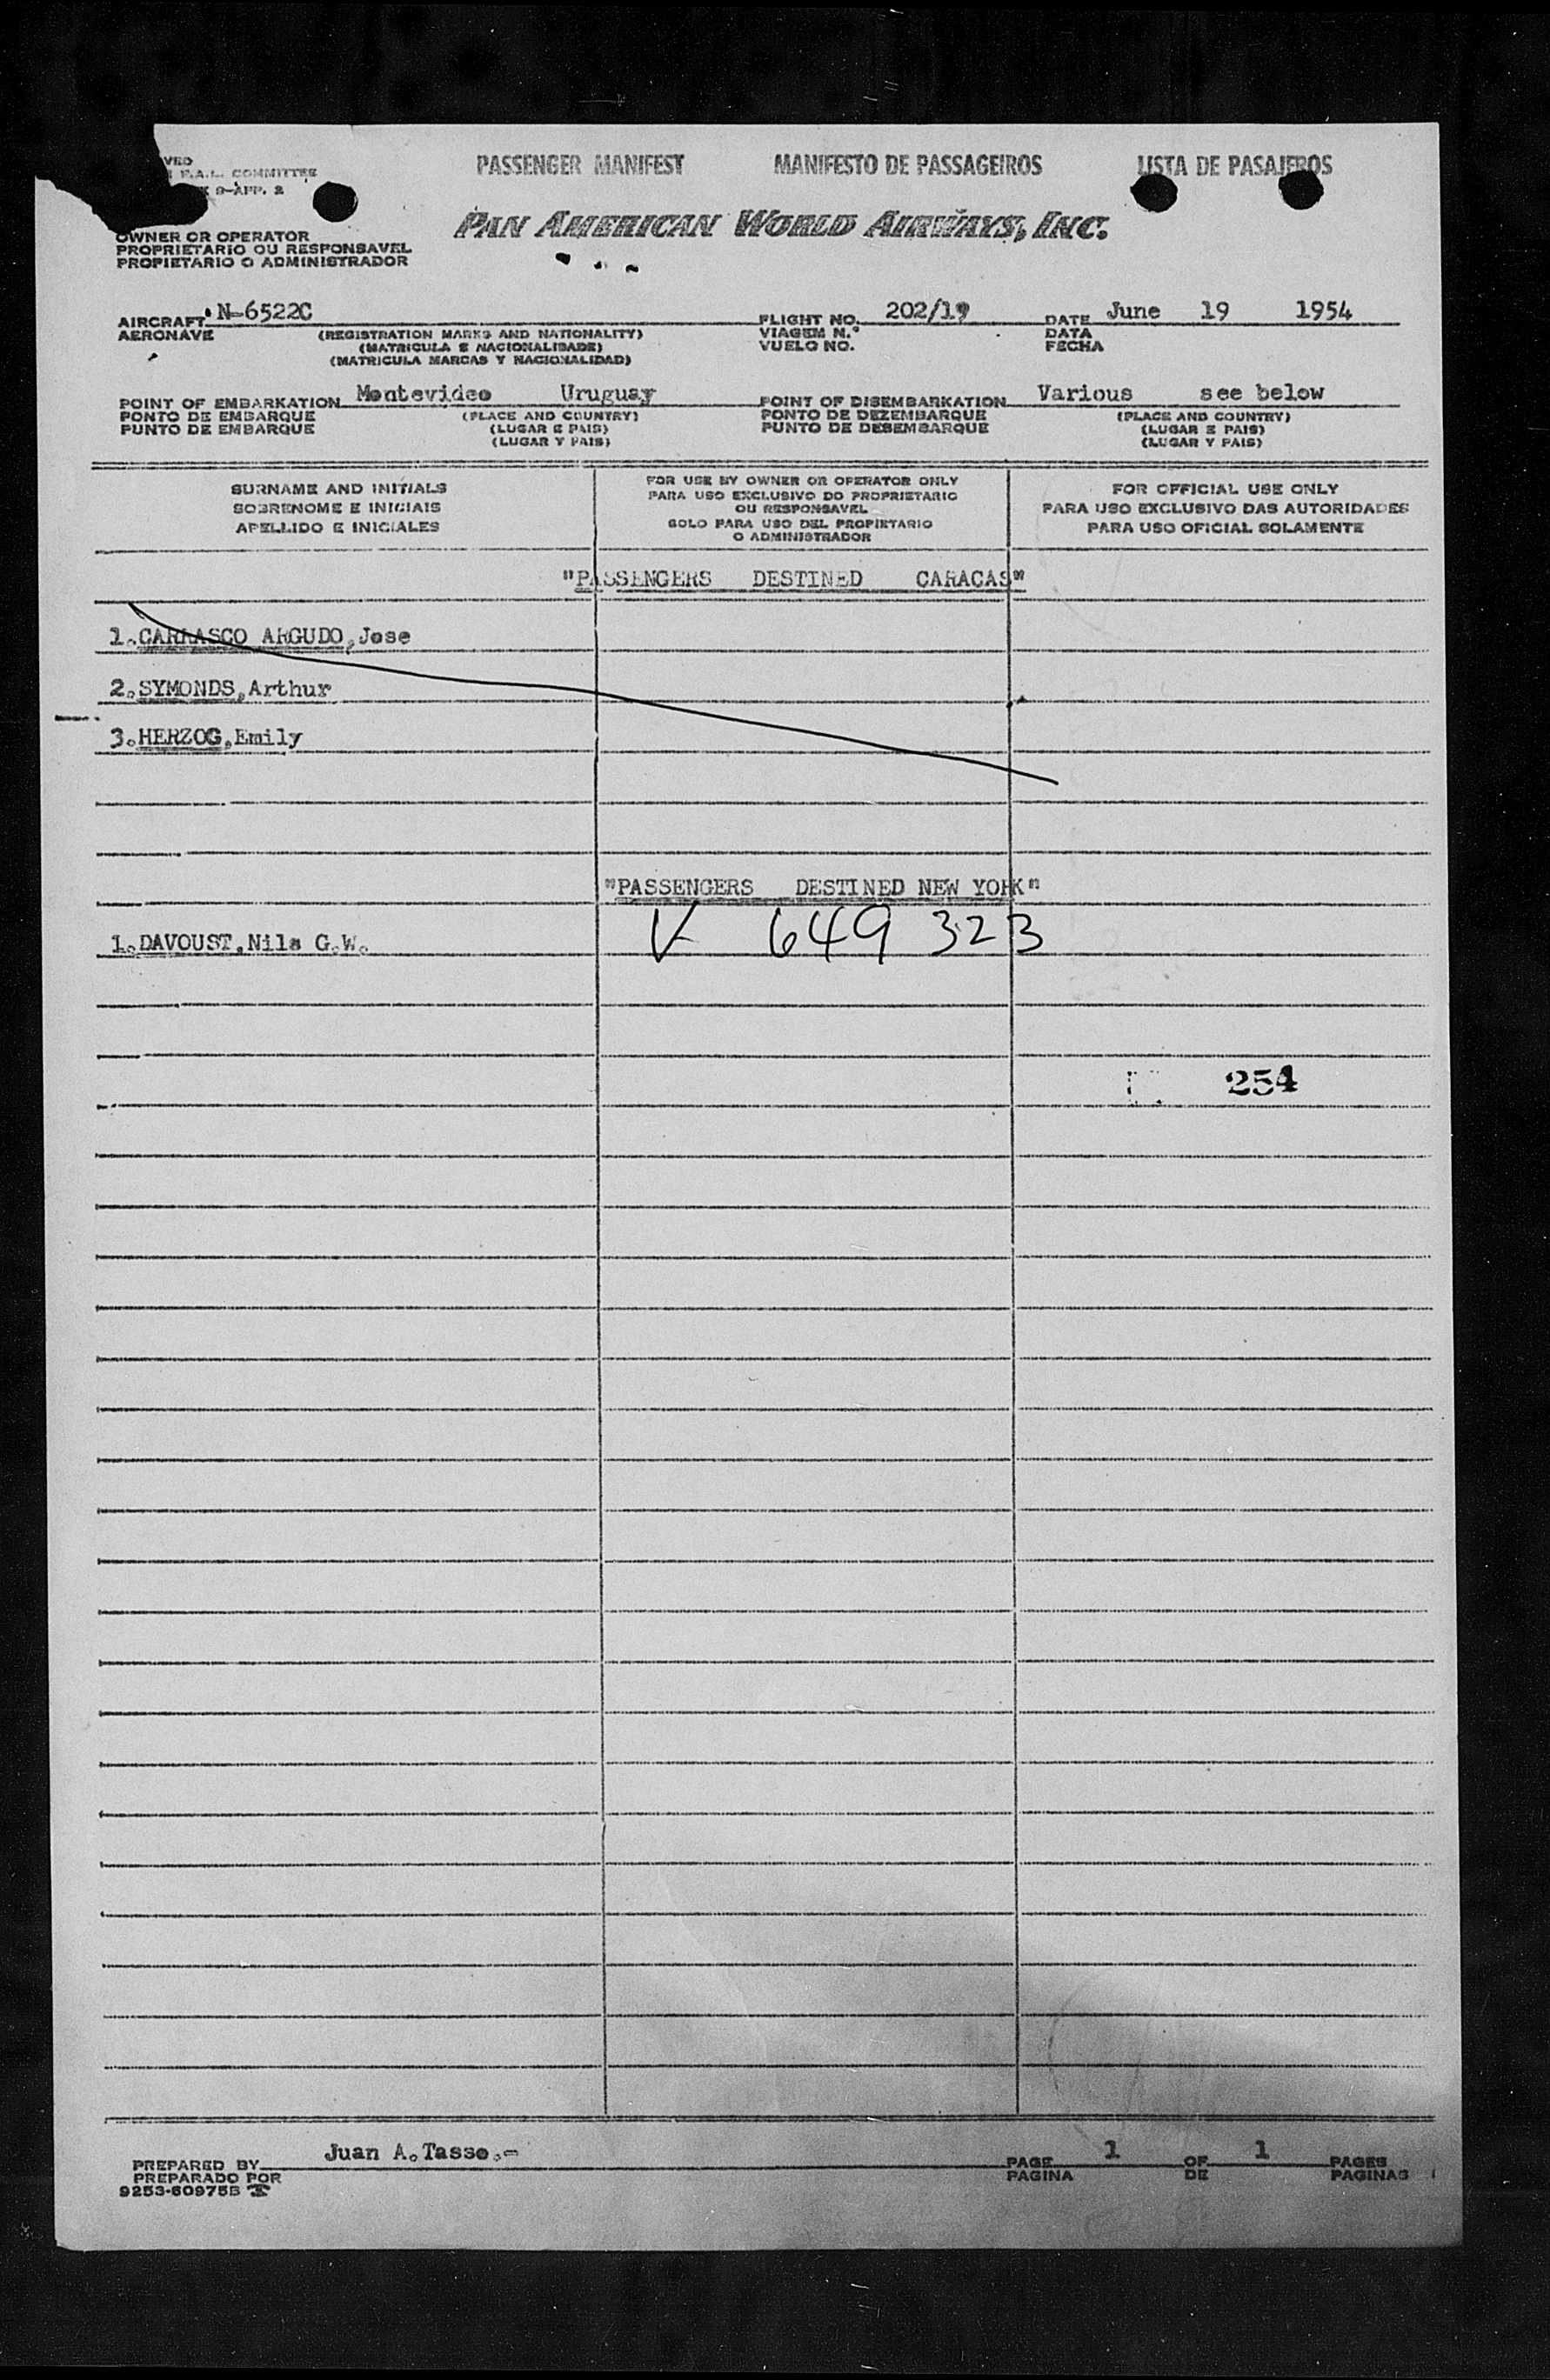 VED
F.A.L. COMMITTEE
9-APP. 2
PASSENGER MANIFEST MANIFESTO DE PASSAGEIROS LISTA DE PASAJEROS
PAN AMERICAN WORLD AIRWAYS, INC.
OWNER OR OPERATOR
PROPRIETARIO OU RESPONSAVEL
PROPIETARIO O ADMINISTRADOR
AIRCRAFT N-6522C FLIGHT NO. 202/19 DATE June 19 1954
AERONAVE (REGISTRATION MARKS AND NATIONALITY) VIAGEM N.º DATA
(MATRICULA E NACIONALIDADE) VUELO NO. FECHA
(MATRICULA MARCAS Y NACIONALIDAD)
POINT OF EMBARKATION Montevideo Uruguay POINT OF DISEMBARKATION Various see below
PONTO DE EMBARQUE (PLACE AND COUNTRY) PONTO DE DEZEMBARQUE (PLACE AND COUNTRY)
PUNTO DE EMBARQUE (LUGAR E PAIS) PUNTO DE DESEMBARQUE (LUGAR E PAIS)
(LUGAR Y PAIS) (LUGAR Y PAIS)
SURNAME AND INITIALS
SOBRENOME E INICIAIS
APELLIDO E INICIALES
FOR USE BY OWNER OR OPERATOR ONLY
PARA USO EXCLUSIVO DO PROPRIETARIO
OU RESPONSAVEL
SOLO PARA USO DEL PROPIETARIO
O ADMINISTRADOR
FOR OFFICIAL USE ONLY
PARA USO EXCLUSIVO DAS AUTORIDADES
PARA USO OFICIAL SOLAMENTE
"PASSENGERS DESTINED CARACAS"
1.CARRASCO ARGUDO,Jose
2.SYMONDS,Arthur
3.HERZOG,Emily
"PASSENGERS DESTINED NEW YORK"
1.DAVOUST,Nils G.W. V 649 323
254
PREPARED BY Juan A.Tasso.- PAGE 1 OF 1 PAGES
PREPARADO POR PAGINA DE PAGINAS
9253-60975B